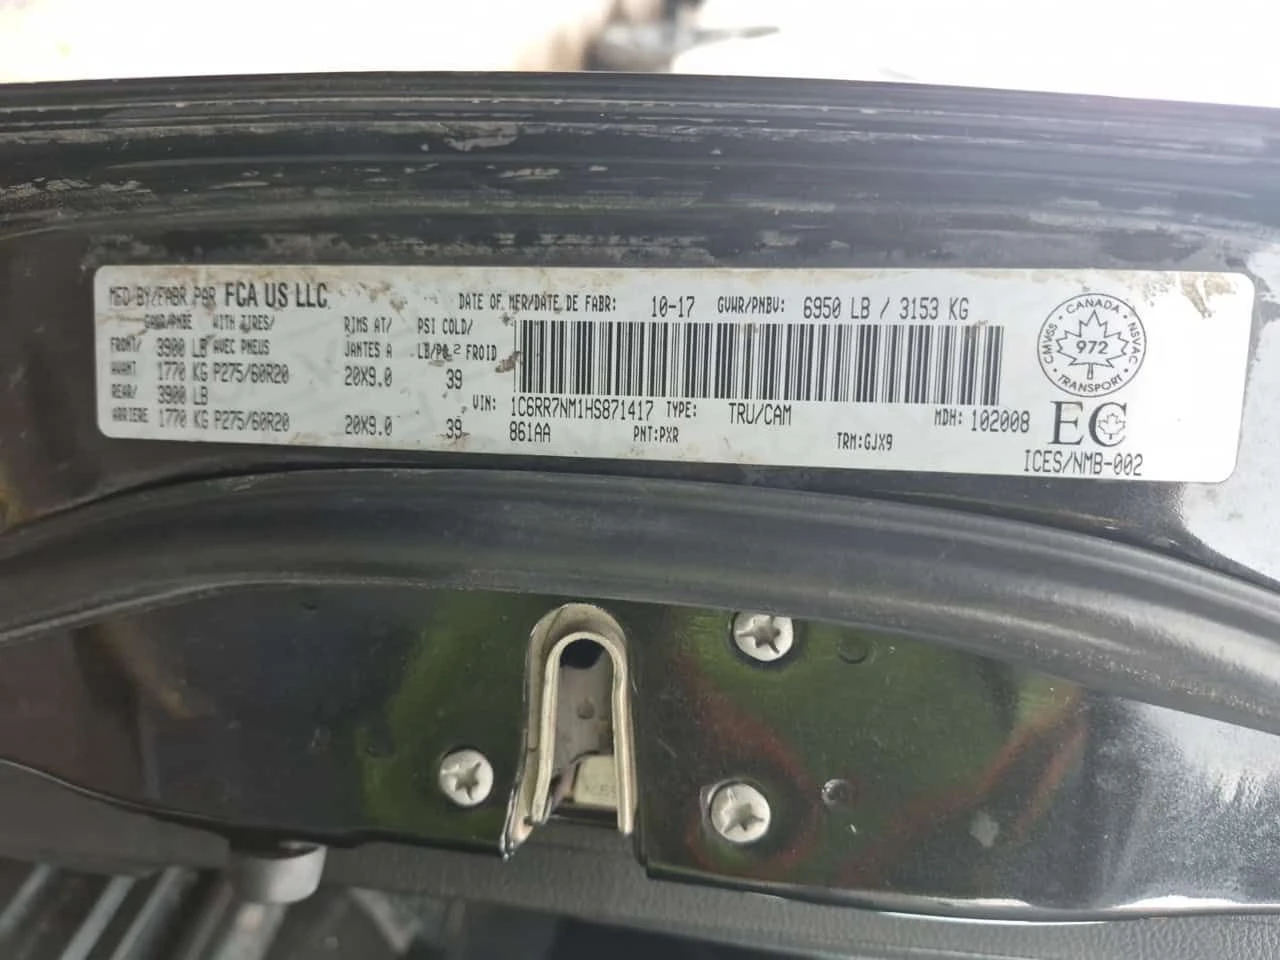 MFD BY/FABR PAR FCA US LLC DATE OF MFR/DATE DE FABR: 10-17 GVWR/PNBV: 6950 LB / 3153 KG
GAWR/PNBE WITH TIRES/ RIMS AT/ PSI COLD/
FRONT/ 3900 LB AVEC PNEUS JANTES A LB/PO² FROID
AVANT 1770 KG P275/60R20 20X9.0 39
REAR/ 3900 LB
ARRIERE 1770 KG P275/60R20 20X9.0 39
VIN: 1C6RR7NM1HS871417 TYPE: TRU/CAM MDH: 102008
861AA PNT:PXR TRM:GJX9
CANADA
CMVSS 972 NSVAC
TRANSPORT
EC
ICES/NMB-002